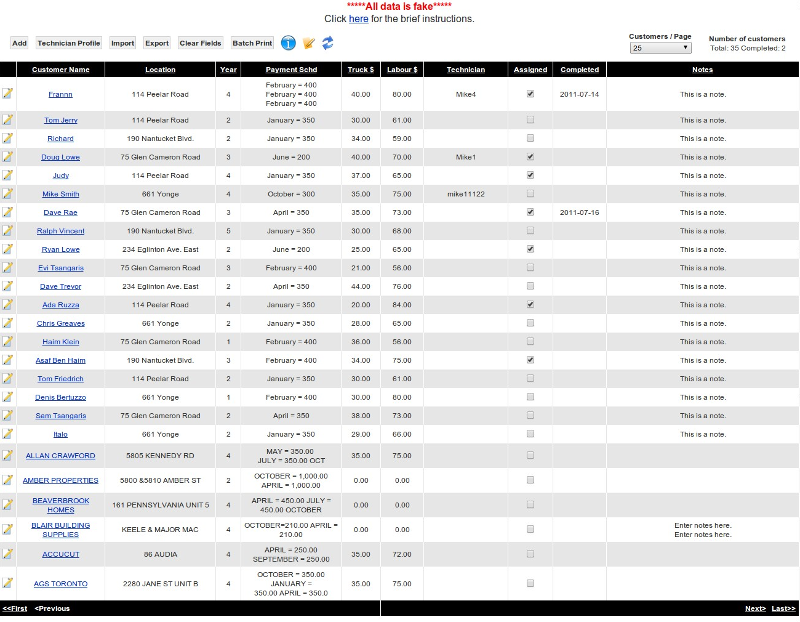 *****All data is fake*****
Click here for the brief instructions.
Add Technician Profile Import Export Clear Fields Batch Print
Customers / Page
25
Number of customers
Total: 35 Completed: 2
Customer Name Location Year Payment Schd Truck $ Labour $ Technician Assigned Completed Notes
Frannn 114 Peelar Road 4 February = 400 February = 400 February = 400 40.00 80.00 Mike4 2011-07-14 This is a note.
Tom Jerry 114 Peelar Road 2 January = 350 30.00 61.00 This is a note.
Richard 190 Nantucket Blvd. 2 January = 350 34.00 59.00 This is a note.
Doug Lowe 75 Glen Cameron Road 3 June = 200 40.00 70.00 Mike1 This is a note.
Judy 114 Peelar Road 4 January = 350 37.00 65.00 This is a note.
Mike Smith 661 Yonge 4 October = 300 35.00 75.00 mike11122 This is a note.
Dave Rae 75 Glen Cameron Road 3 April = 350 35.00 73.00 2011-07-16 This is a note.
Ralph Vincent 190 Nantucket Blvd. 5 January = 350 30.00 68.00 This is a note.
Ryan Lowe 234 Eglinton Ave. East 2 June = 200 25.00 65.00 This is a note.
Evi Tsangaris 75 Glen Cameron Road 3 February = 400 21.00 56.00 This is a note.
Dave Trevor 234 Eglinton Ave. East 2 April = 350 44.00 76.00 This is a note.
Ada Ruzza 114 Peelar Road 4 January = 350 20.00 84.00 This is a note.
Chris Greaves 661 Yonge 2 January = 350 28.00 65.00 This is a note.
Haim Klein 75 Glen Cameron Road 1 February = 400 36.00 56.00 This is a note.
Asaf Ben Haim 190 Nantucket Blvd. 3 February = 400 34.00 75.00 This is a note.
Tom Friedrich 114 Peelar Road 2 January = 350 30.00 61.00 This is a note.
Denis Bertuzzo 661 Yonge 1 February = 400 30.00 80.00 This is a note.
Sam Tsangaris 75 Glen Cameron Road 2 April = 350 38.00 73.00 This is a note.
Italo 661 Yonge 2 January = 350 29.00 66.00 This is a note.
ALLAN CRAWFORD 5805 KENNEDY RD 4 MAY = 350.00 JULY = 350.00 OCT 35.00 75.00
AMBER PROPERTIES 5800 &5810 AMBER ST 2 OCTOBER = 1,000.00 APRIL = 1,000.00 0.00 0.00
BEAVERBROOK HOMES 161 PENNSYLVANIA UNIT 5 4 APRIL = 450.00 JULY = 450.00 OCTOBER 0.00 0.00
BLAIR BUILDING SUPPLIES KEELE & MAJOR MAC 4 OCTOBER=210.00 APRIL = 210.00 0.00 0.00 Enter notes here. Enter notes here.
ACCUCUT 86 AUDIA 4 APRIL = 250.00 SEPTEMBER = 250.00 35.00 72.00
AGS TORONTO 2280 JANE ST UNIT B 4 OCTOBER = 350.00 JANUARY = 350.00 APRIL = 350.0 35.00 75.00
<<First <Previous Next> Last>>